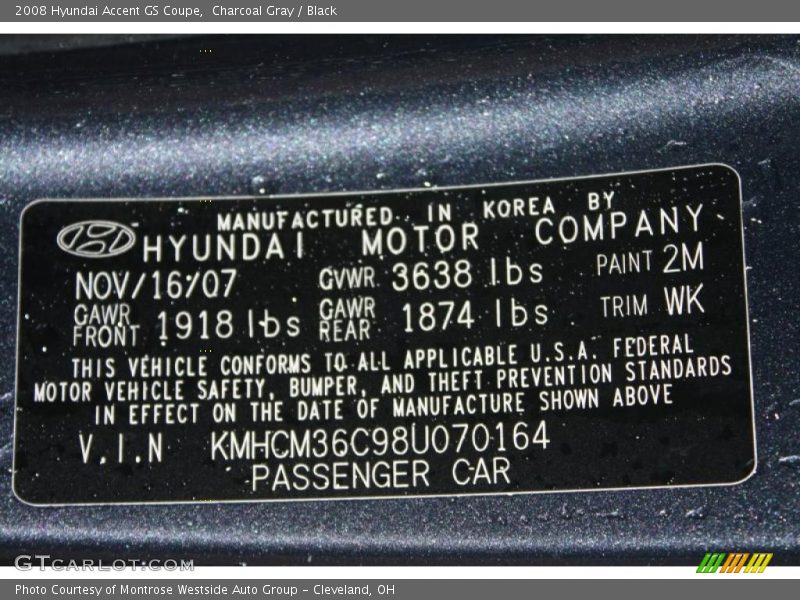 2008 Hyundai Accent GS Coupe,  Charcoal Gray / Black
MANUFACTURED IN KOREA BY
HYUNDAI MOTOR COMPANY
NOV/16/07 GVWR 3638 lbs PAINT 2M
GAWR FRONT 1918 lbs GAWR REAR 1874 lbs TRIM WK
THIS VEHICLE CONFORMS TO ALL APPLICABLE U.S.A. FEDERAL
MOTOR VEHICLE SAFETY, BUMPER, AND THEFT PREVENTION STANDARDS
IN EFFECT ON THE DATE OF MANUFACTURE SHOWN ABOVE
V.I.N KMHCM36C98U070164
PASSENGER CAR
GTcarlot.com
Photo Courtesy of Montrose Westside Auto Group - Cleveland, OH